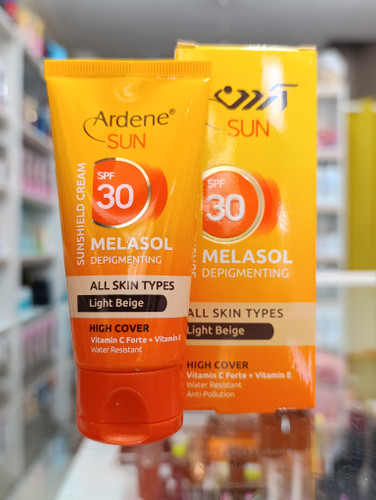 Ardene®
SUN
SUNSHIELD CREAM
SPF
30
MELASOL
DEPIGMENTING
ALL SKIN TYPES
Light Beige
HIGH COVER
Vitamin C Forte + Vitamin E
Water Resistant
آردن
SUN
SPF
30
MELASOL
DEPIGMENTING
ALL SKIN TYPES
Light Beige
HIGH COVER
Vitamin C Forte + Vitamin E
Water Resistant
Anti-Pollution